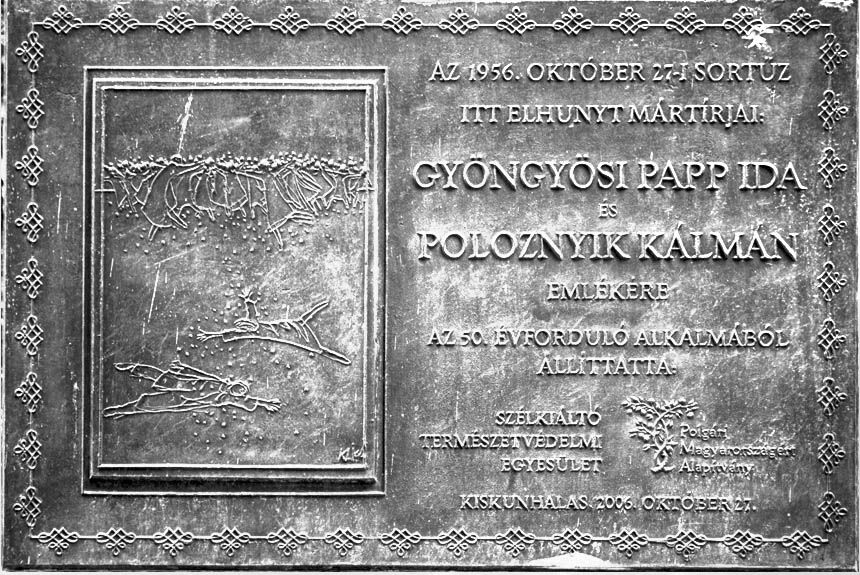 AZ 1956. OKTÓBER 27-I SORTŰZ
ITT ELHUNYT MÁRTÍRJAI:
GYÖNGYÖSI PAPP IDA
ÉS
POLOZNYIK KÁLMÁN
EMLÉKÉRE
AZ 50. ÉVFORDULÓ ALKALMÁBÓL
ÁLLÍTTATTA:
SZÉLKIÁLTÓ
TERMÉSZETVÉDELMI
EGYESÜLET
Polgári
Magyarországért
Alapítvány
KISKUNHALAS, 2006. OKTÓBER 27.